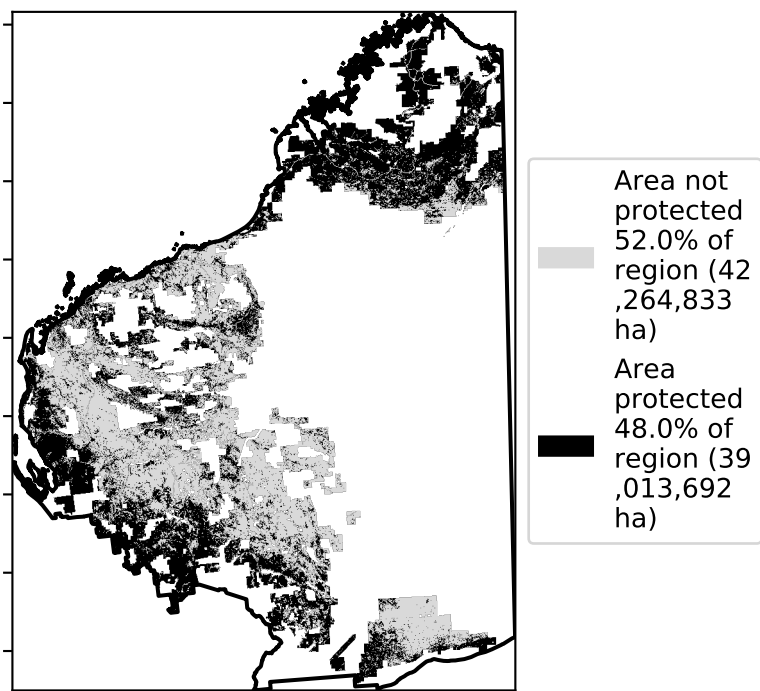 Area not
protected
52.0% of
region (42
,264,833
ha)
Area
protected
48.0% of
region (39
,013,692
ha)